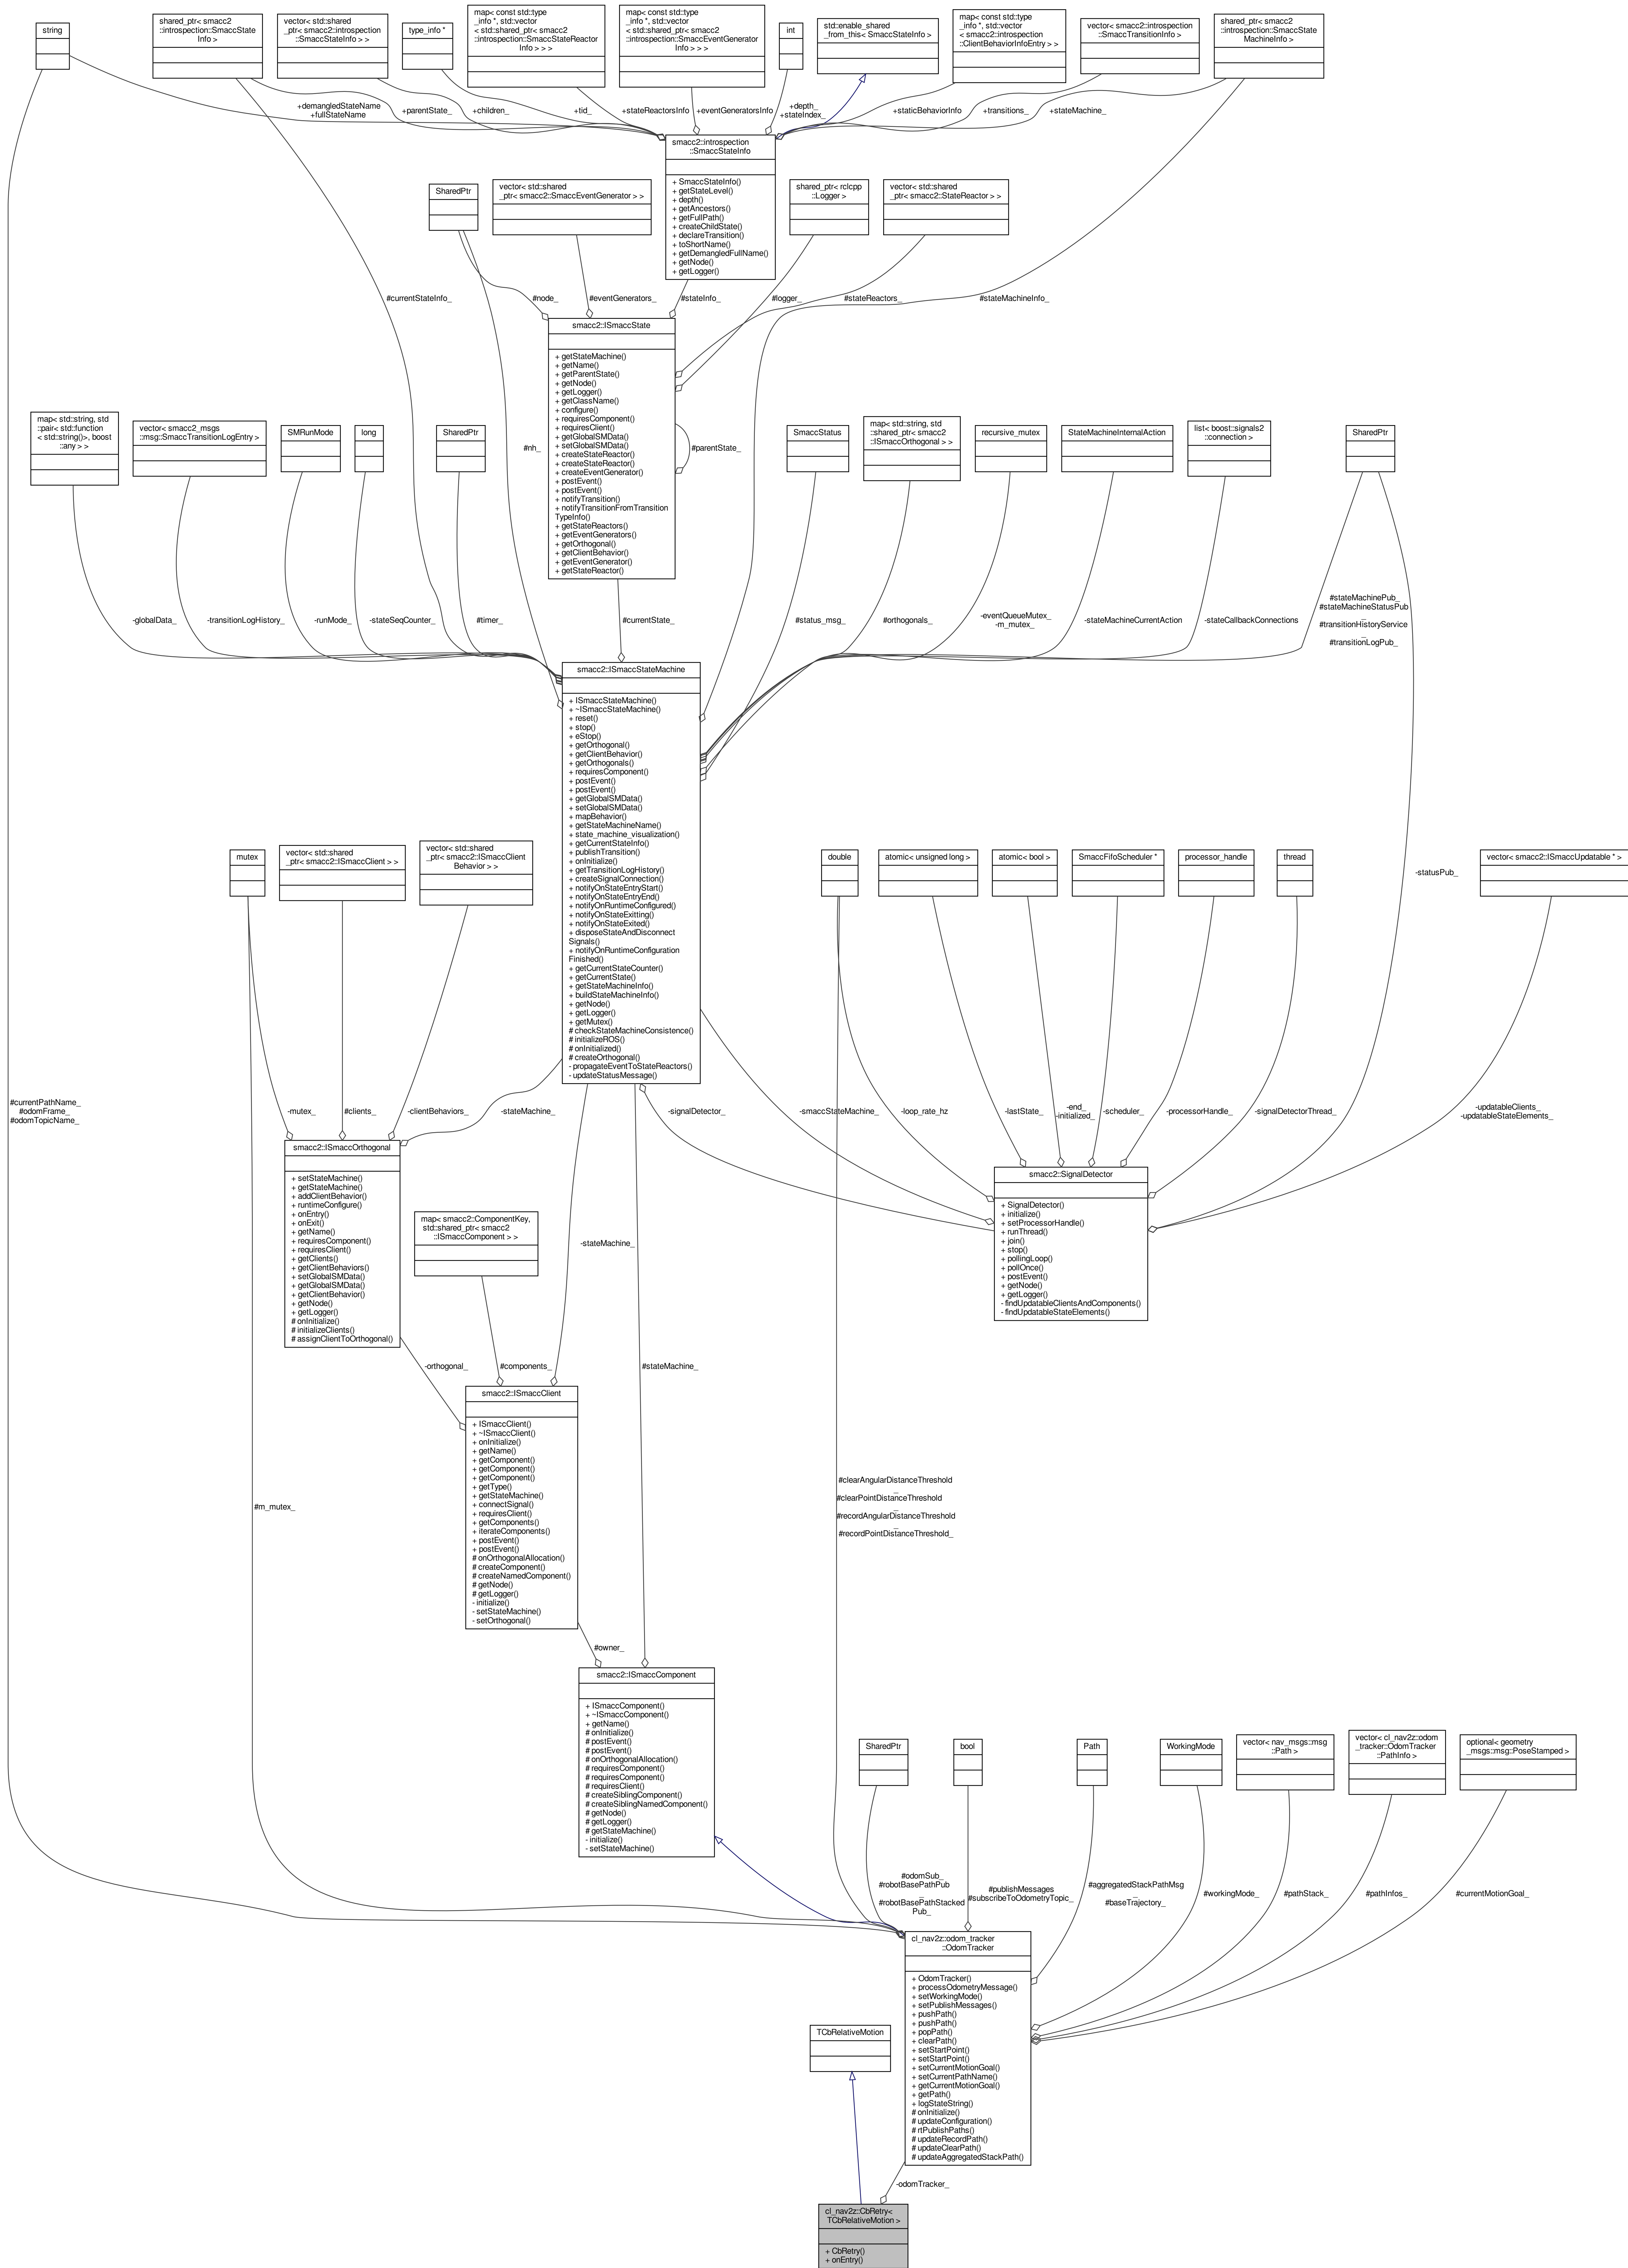 string
shared_ptr< smacc2
::introspection::SmaccState
Info >
vector< std::shared
_ptr< smacc2::introspection
::SmaccStateInfo > >
type_info *
map< const std::type
_info *, std::vector
< std::shared_ptr< smacc2
::introspection::SmaccStateReactor
Info > > >
map< const std::type
_info *, std::vector
< std::shared_ptr< smacc2
::introspection::SmaccEventGenerator
Info > > >
int
std::enable_shared
_from_this< SmaccStateInfo >
map< const std::type
_info *, std::vector
< smacc2::introspection
::ClientBehaviorInfoEntry > >
vector< smacc2::introspection
::SmaccTransitionInfo >
shared_ptr< smacc2
::introspection::SmaccState
MachineInfo >
+demangledStateName
+fullStateName
+parentState_
+children_
+tid_
+stateReactorsInfo
+eventGeneratorsInfo
+depth_
+stateIndex_
+staticBehaviorInfo
+transitions_
+stateMachine_
smacc2::introspection
::SmaccStateInfo
+ SmaccStateInfo()
+ getStateLevel()
+ depth()
+ getAncestors()
+ getFullPath()
+ createChildState()
+ declareTransition()
+ toShortName()
+ getDemangledFullName()
+ getNode()
+ getLogger()
SharedPtr
vector< std::shared
_ptr< smacc2::SmaccEventGenerator > >
shared_ptr< rclcpp
::Logger >
vector< std::shared
_ptr< smacc2::StateReactor > >
#currentStateInfo_
#node_
#eventGenerators_
#stateInfo_
#logger_
#stateReactors_
#stateMachineInfo_
smacc2::ISmaccState
+ getStateMachine()
+ getName()
+ getParentState()
+ getNode()
+ getLogger()
+ getClassName()
+ configure()
+ requiresComponent()
+ requiresClient()
+ getGlobalSMData()
+ setGlobalSMData()
+ createStateReactor()
+ createStateReactor()
+ createEventGenerator()
+ postEvent()
+ postEvent()
+ notifyTransition()
+ notifyTransitionFromTransition
TypeInfo()
+ getStateReactors()
+ getEventGenerators()
+ getOrthogonal()
+ getClientBehavior()
+ getEventGenerator()
+ getStateReactor()
#parentState_
#nh_
map< std::string, std
::pair< std::function
< std::string()>, boost
::any > >
vector< smacc2_msgs
::msg::SmaccTransitionLogEntry >
SMRunMode
long
SharedPtr
SmaccStatus
map< std::string, std
::shared_ptr< smacc2
::ISmaccOrthogonal > >
recursive_mutex
StateMachineInternalAction
list< boost::signals2
::connection >
SharedPtr
-globalData_
-transitionLogHistory_
-runMode_
-stateSeqCounter_
#timer_
#currentState_
#status_msg_
#orthogonals_
-eventQueueMutex_
-m_mutex_
-stateMachineCurrentAction
-stateCallbackConnections
#stateMachinePub_
#stateMachineStatusPub
_
#transitionHistoryService
_
#transitionLogPub_
smacc2::ISmaccStateMachine
+ ISmaccStateMachine()
+ ~ISmaccStateMachine()
+ reset()
+ stop()
+ eStop()
+ getOrthogonal()
+ getClientBehavior()
+ getOrthogonals()
+ requiresComponent()
+ postEvent()
+ postEvent()
+ getGlobalSMData()
+ setGlobalSMData()
+ mapBehavior()
+ getStateMachineName()
+ state_machine_visualization()
+ getCurrentStateInfo()
+ publishTransition()
+ onInitialize()
+ getTransitionLogHistory()
+ createSignalConnection()
+ notifyOnStateEntryStart()
+ notifyOnStateEntryEnd()
+ notifyOnRuntimeConfigured()
+ notifyOnStateExitting()
+ notifyOnStateExited()
+ disposeStateAndDisconnect
Signals()
+ notifyOnRuntimeConfiguration
Finished()
+ getCurrentStateCounter()
+ getCurrentState()
+ getStateMachineInfo()
+ buildStateMachineInfo()
+ getNode()
+ getLogger()
+ getMutex()
# checkStateMachineConsistence()
# initializeROS()
# onInitialized()
# createOrthogonal()
- propagateEventToStateReactors()
- updateStatusMessage()
mutex
vector< std::shared
_ptr< smacc2::ISmaccClient > >
vector< std::shared
_ptr< smacc2::ISmaccClient
Behavior > >
double
atomic< unsigned long >
atomic< bool >
SmaccFifoScheduler *
processor_handle
thread
vector< smacc2::ISmaccUpdatable * >
-statusPub_
#currentPathName_
#odomFrame_
#odomTopicName_
-mutex_
#clients_
-clientBehaviors_
-stateMachine_
-signalDetector_
-smaccStateMachine_
-loop_rate_hz
-lastState_
-end_
-initialized_
-scheduler_
-processorHandle_
-signalDetectorThread_
-updatableClients_
-updatableStateElements_
smacc2::ISmaccOrthogonal
+ setStateMachine()
+ getStateMachine()
+ addClientBehavior()
+ runtimeConfigure()
+ onEntry()
+ onExit()
+ getName()
+ requiresComponent()
+ requiresClient()
+ getClients()
+ getClientBehaviors()
+ setGlobalSMData()
+ getGlobalSMData()
+ getClientBehavior()
+ getNode()
+ getLogger()
# onInitialize()
# initializeClients()
# assignClientToOrthogonal()
smacc2::SignalDetector
+ SignalDetector()
+ initialize()
+ setProcessorHandle()
+ runThread()
+ join()
+ stop()
+ pollingLoop()
+ pollOnce()
+ postEvent()
+ getNode()
+ getLogger()
- findUpdatableClientsAndComponents()
- findUpdatableStateElements()
map< smacc2::ComponentKey,
std::shared_ptr< smacc2
::ISmaccComponent > >
-stateMachine_
-orthogonal_
#components_
#stateMachine_
smacc2::ISmaccClient
+ ISmaccClient()
+ ~ISmaccClient()
+ onInitialize()
+ getName()
+ getComponent()
+ getComponent()
+ getComponent()
+ getType()
+ getStateMachine()
+ connectSignal()
+ requiresClient()
+ getComponents()
+ iterateComponents()
+ postEvent()
+ postEvent()
# onOrthogonalAllocation()
# createComponent()
# createNamedComponent()
# getNode()
# getLogger()
- initialize()
- setStateMachine()
- setOrthogonal()
#m_mutex_
#clearAngularDistanceThreshold
_
#clearPointDistanceThreshold
_
#recordAngularDistanceThreshold
_
#recordPointDistanceThreshold_
#owner_
smacc2::ISmaccComponent
+ ISmaccComponent()
+ ~ISmaccComponent()
+ getName()
# onInitialize()
# postEvent()
# postEvent()
# onOrthogonalAllocation()
# requiresComponent()
# requiresComponent()
# requiresClient()
# createSiblingComponent()
# createSiblingNamedComponent()
# getNode()
# getLogger()
# getStateMachine()
- initialize()
- setStateMachine()
SharedPtr
bool
Path
WorkingMode
vector< nav_msgs::msg
::Path >
vector< cl_nav2z::odom
_tracker::OdomTracker
::PathInfo >
optional< geometry
_msgs::msg::PoseStamped >
#odomSub_
#robotBasePathPub
_
#robotBasePathStacked
Pub_
#publishMessages
#subscribeToOdometryTopic_
#aggregatedStackPathMsg
_
#baseTrajectory_
#workingMode_
#pathStack_
#pathInfos_
#currentMotionGoal_
cl_nav2z::odom_tracker
::OdomTracker
+ OdomTracker()
+ processOdometryMessage()
+ setWorkingMode()
+ setPublishMessages()
+ pushPath()
+ pushPath()
+ popPath()
+ clearPath()
+ setStartPoint()
+ setStartPoint()
+ setCurrentMotionGoal()
+ setCurrentPathName()
+ getCurrentMotionGoal()
+ getPath()
+ logStateString()
# onInitialize()
# updateConfiguration()
# rtPublishPaths()
# updateRecordPath()
# updateClearPath()
# updateAggregatedStackPath()
TCbRelativeMotion
-odomTracker_
cl_nav2z::CbRetry<
TCbRelativeMotion >
+ CbRetry()
+ onEntry()